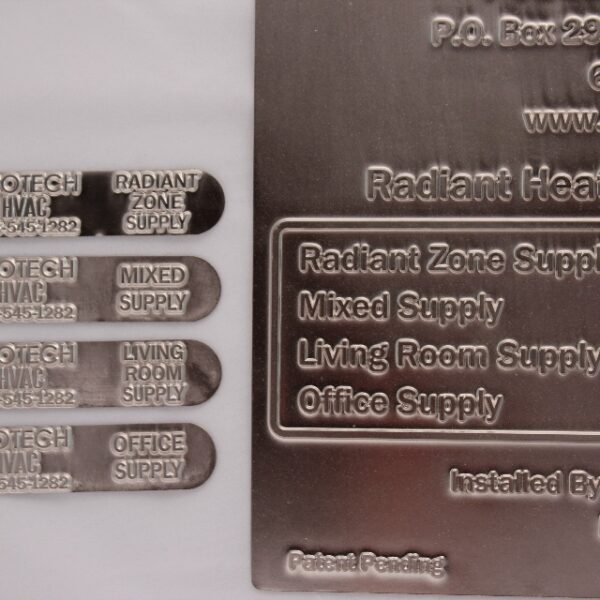 OTECH
HVAC
545-1282
RADIANT
ZONE
SUPPLY
OTECH
HVAC
545-1282
MIXED
SUPPLY
OTECH
HVAC
545-1282
LIVING
ROOM
SUPPLY
OTECH
HVAC
545-1282
OFFICE
SUPPLY
P.O. Box 29
www.
Radiant Heat
Radiant Zone Suppl
Mixed Supply
Living Room Supply
Office Supply
Installed By
Patent Pending